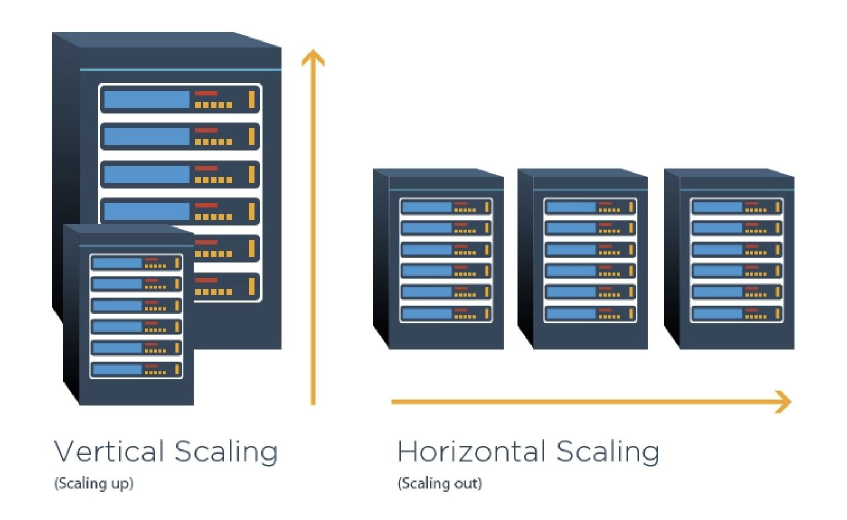 Vertical Scaling
(Scaling up)
Horizontal Scaling
(Scaling out)